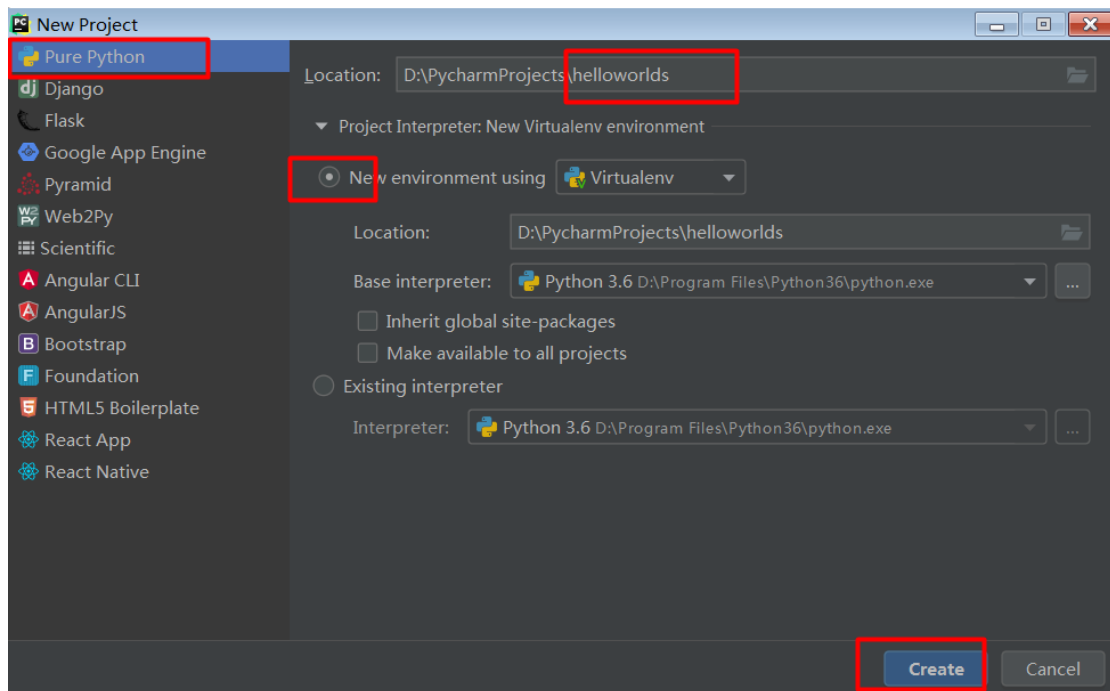 New Project
Pure Python
Django
Flask
Google App Engine
Pyramid
Web2Py
Scientific
Angular CLI
AngularJS
Bootstrap
Foundation
HTML5 Boilerplate
React App
React Native
Location: D:\PycharmProjects\helloworlds
Project Interpreter: New Virtualenv environment
New environment using Virtualenv
Location: D:\PycharmProjects\helloworlds
Base interpreter: Python 3.6 D:\Program Files\Python36\python.exe ...
Inherit global site-packages
Make available to all projects
Existing interpreter
Interpreter: Python 3.6 D:\Program Files\Python36\python.exe ...
Create Cancel